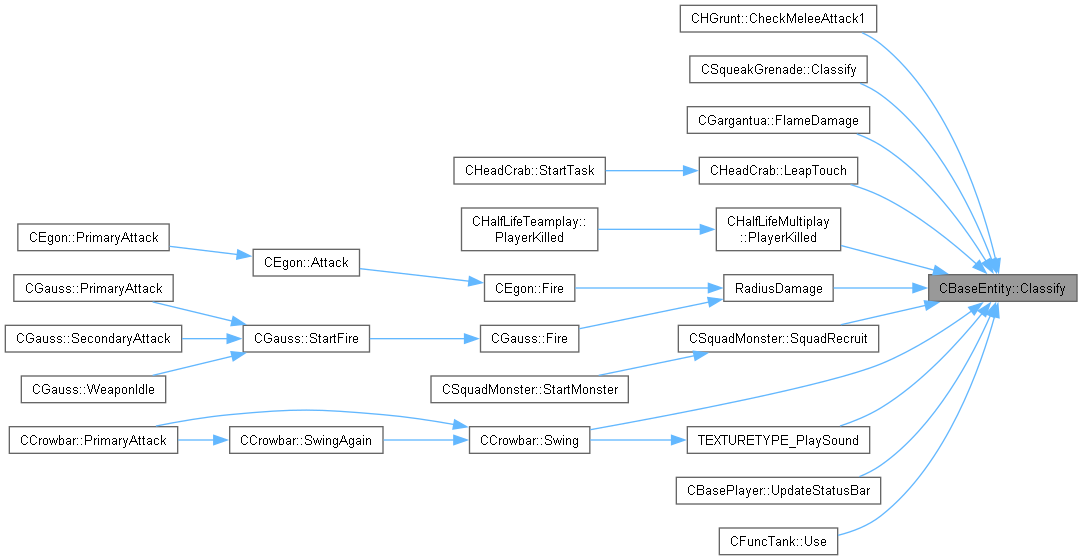 CHGrunt::CheckMeleeAttack1
CSqueakGrenade::Classify
CGargantua::FlameDamage
CHeadCrab::StartTask
CHeadCrab::LeapTouch
CHalfLifeTeamplay::
PlayerKilled
CHalfLifeMultiplay
::PlayerKilled
CEgon::PrimaryAttack
CEgon::Attack
CGauss::PrimaryAttack
CEgon::Fire
RadiusDamage
CBaseEntity::Classify
CGauss::SecondaryAttack
CGauss::StartFire
CGauss::Fire
CSquadMonster::SquadRecruit
CGauss::WeaponIdle
CSquadMonster::StartMonster
CCrowbar::PrimaryAttack
CCrowbar::SwingAgain
CCrowbar::Swing
TEXTURETYPE_PlaySound
CBasePlayer::UpdateStatusBar
CFuncTank::Use